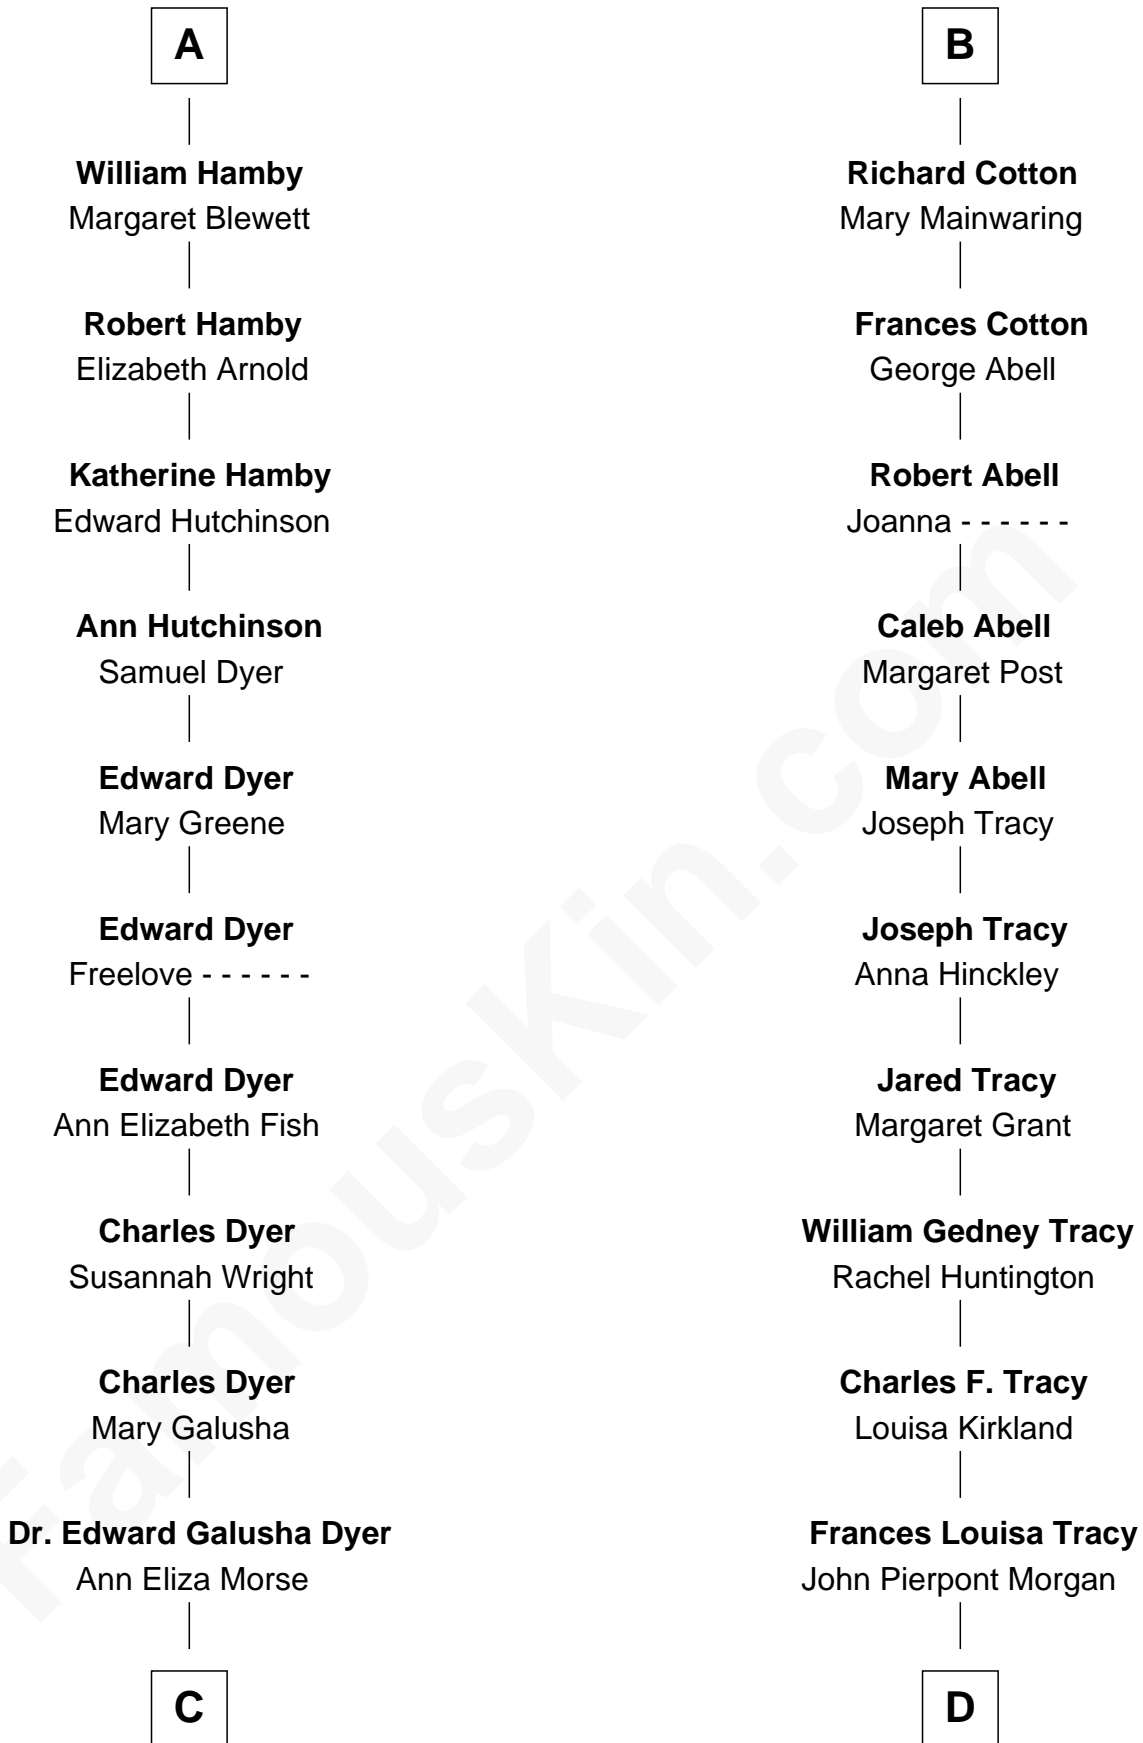 A
William Hamby
Margaret Blewett
Robert Hamby
Elizabeth Arnold
Katherine Hamby
Edward Hutchinson
Ann Hutchinson
Samuel Dyer
Edward Dyer
Mary Greene
Edward Dyer
Freelove - - - - - -
Edward Dyer
Ann Elizabeth Fish
Charles Dyer
Susannah Wright
Charles Dyer
Mary Galusha
Dr. Edward Galusha Dyer
Ann Eliza Morse
C
B
Richard Cotton
Mary Mainwaring
Frances Cotton
George Abell
Robert Abell
Joanna - - - - - -
Caleb Abell
Margaret Post
Mary Abell
Joseph Tracy
Joseph Tracy
Anna Hinckley
Jared Tracy
Margaret Grant
William Gedney Tracy
Rachel Huntington
Charles F. Tracy
Louisa Kirkland
Frances Louisa Tracy
John Pierpont Morgan
D
FamousKin.com